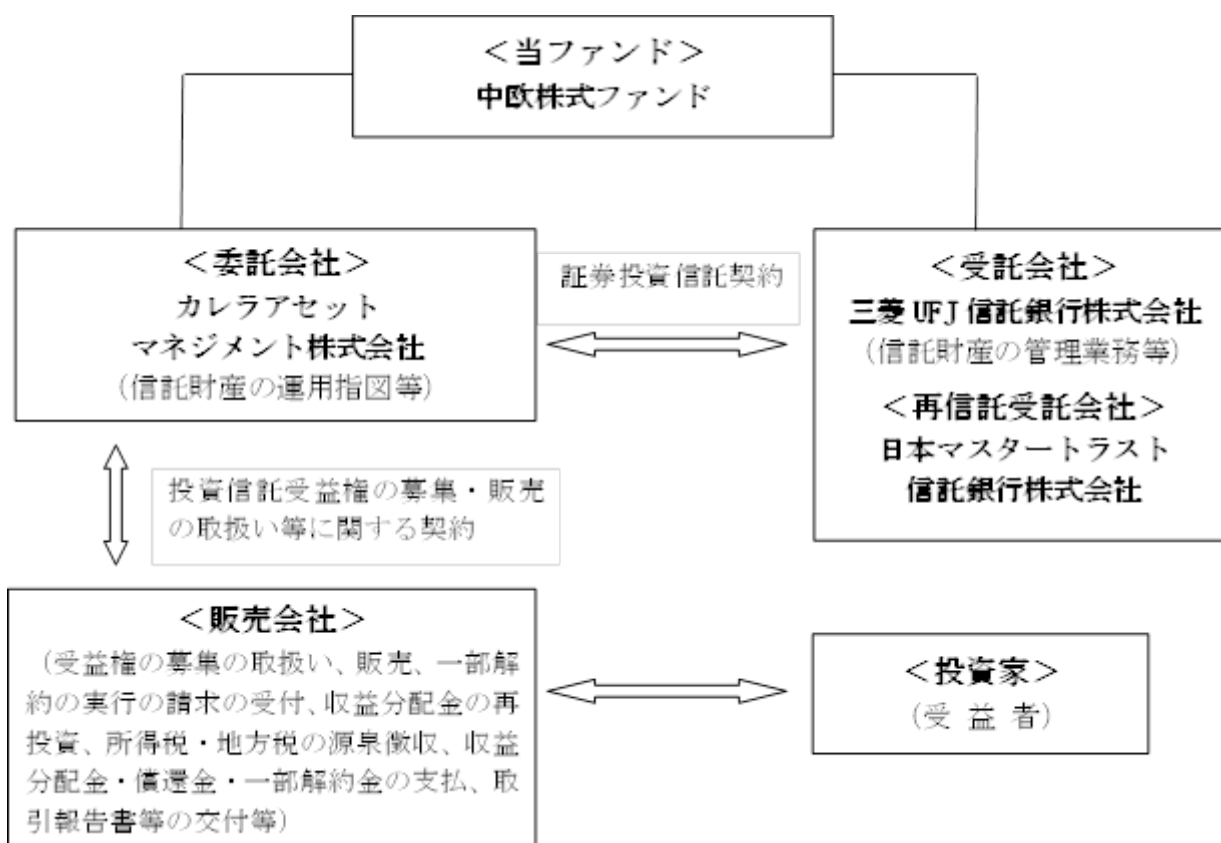 ＜当ファンド＞
中欧株式ファンド
＜委託会社＞
カレラアセット
マネジメント株式会社
（信託財産の運用指図等）
証券投資信託契約
＜受託会社＞
三菱UFJ信託銀行株式会社
（信託財産の管理業務等）
＜再信託受託会社＞
日本マスタートラスト
信託銀行株式会社
投資信託受益権の募集・販売
の取扱い等に関する契約
＜販売会社＞
（受益権の募集の取扱い、販売、一部解
約の実行の請求の受付、収益分配金の再
投資、所得税・地方税の源泉徴収、収益
分配金・償還金・一部解約金の支払、取
引報告書等の交付等）
＜投資家＞
（受 益 者）